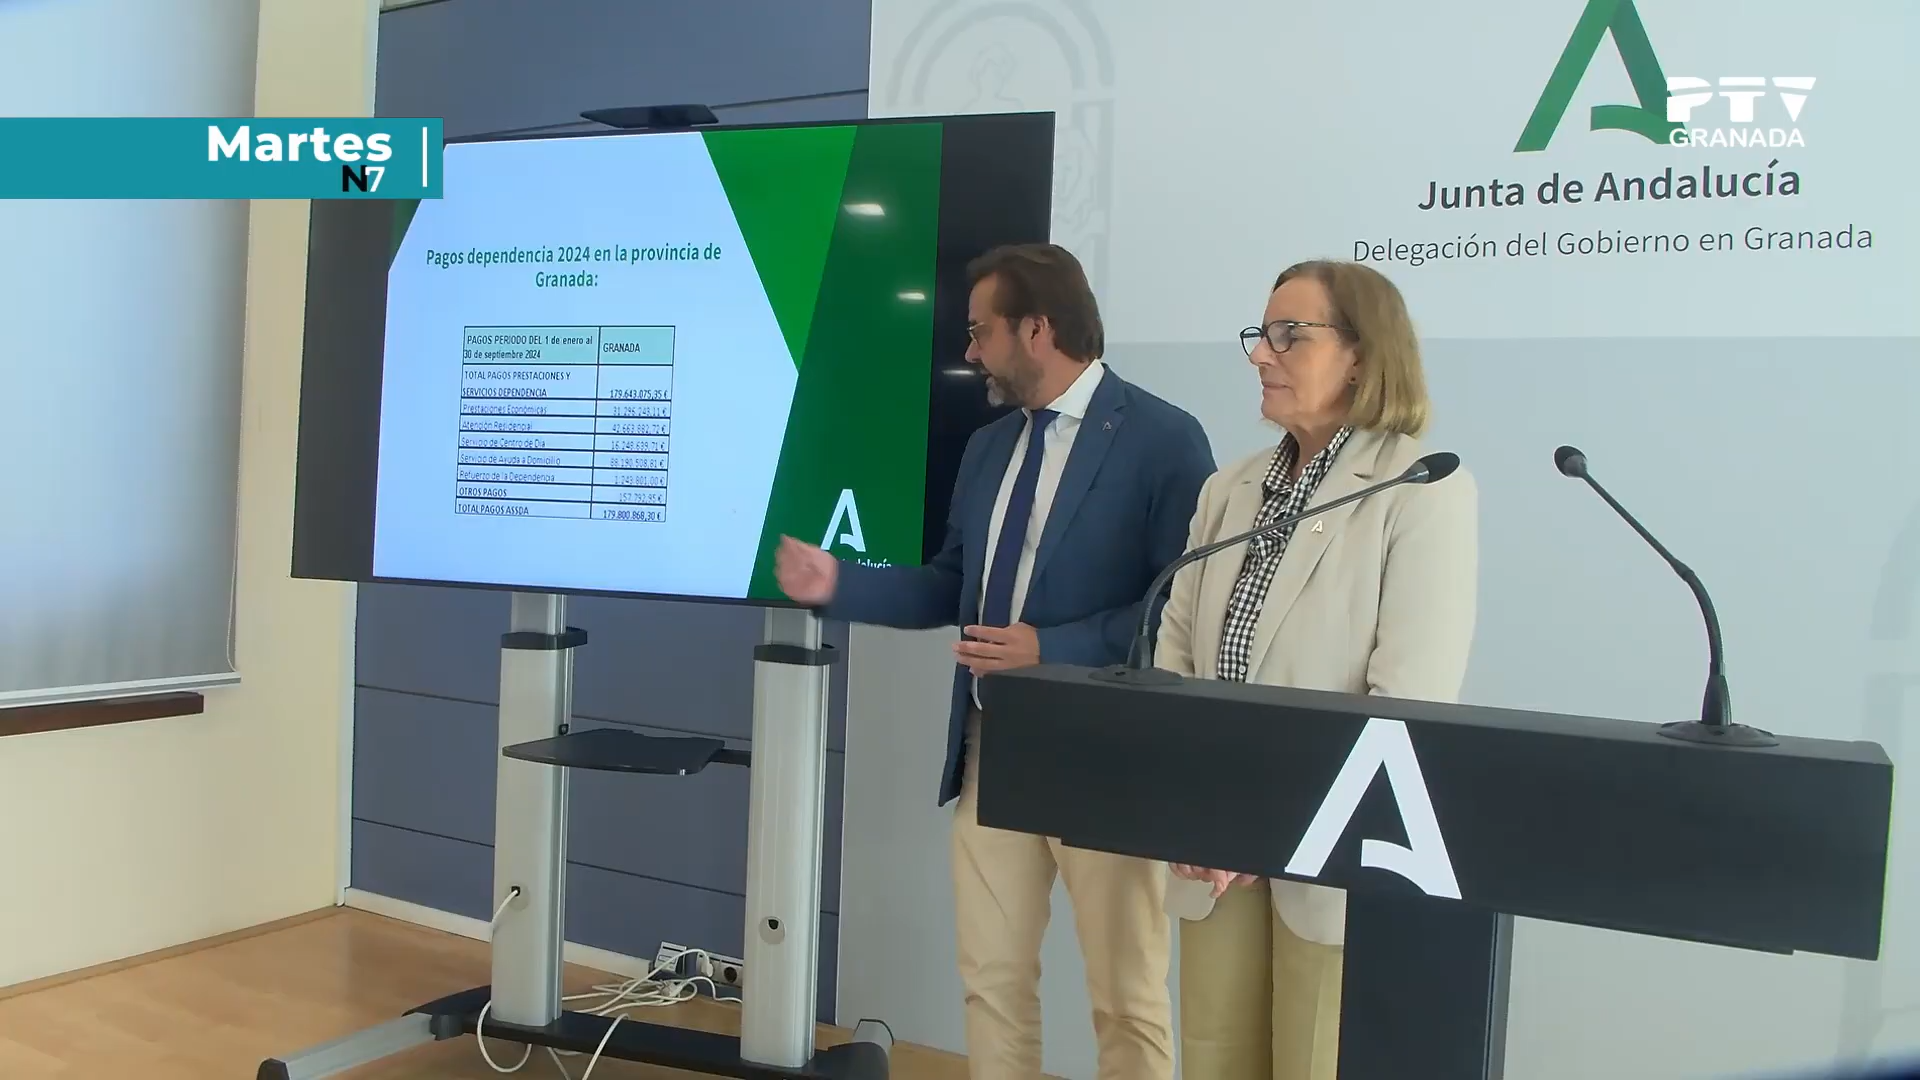 Martes
N7
PTV
GRANADA
Junta de Andalucía
Delegación del Gobierno en Granada
Pagos dependencia 2024 en la provincia de
Granada:
PAGOS PERIODO DEL 1 de enero al
30 de septiembre 2024
GRANADA
TOTAL PAGOS PRESTACIONES Y
SERVICIOS DEPENDENCIA
179.643.075,35 €
Prestaciones Económicas
Atención Residencial
Servicio de Centro de Día
Servicio de Ayuda a Domicilio
Refuerzo de la Dependencia
OTROS PAGOS
TOTAL PAGOS ASSDA
179.800.868,30 €